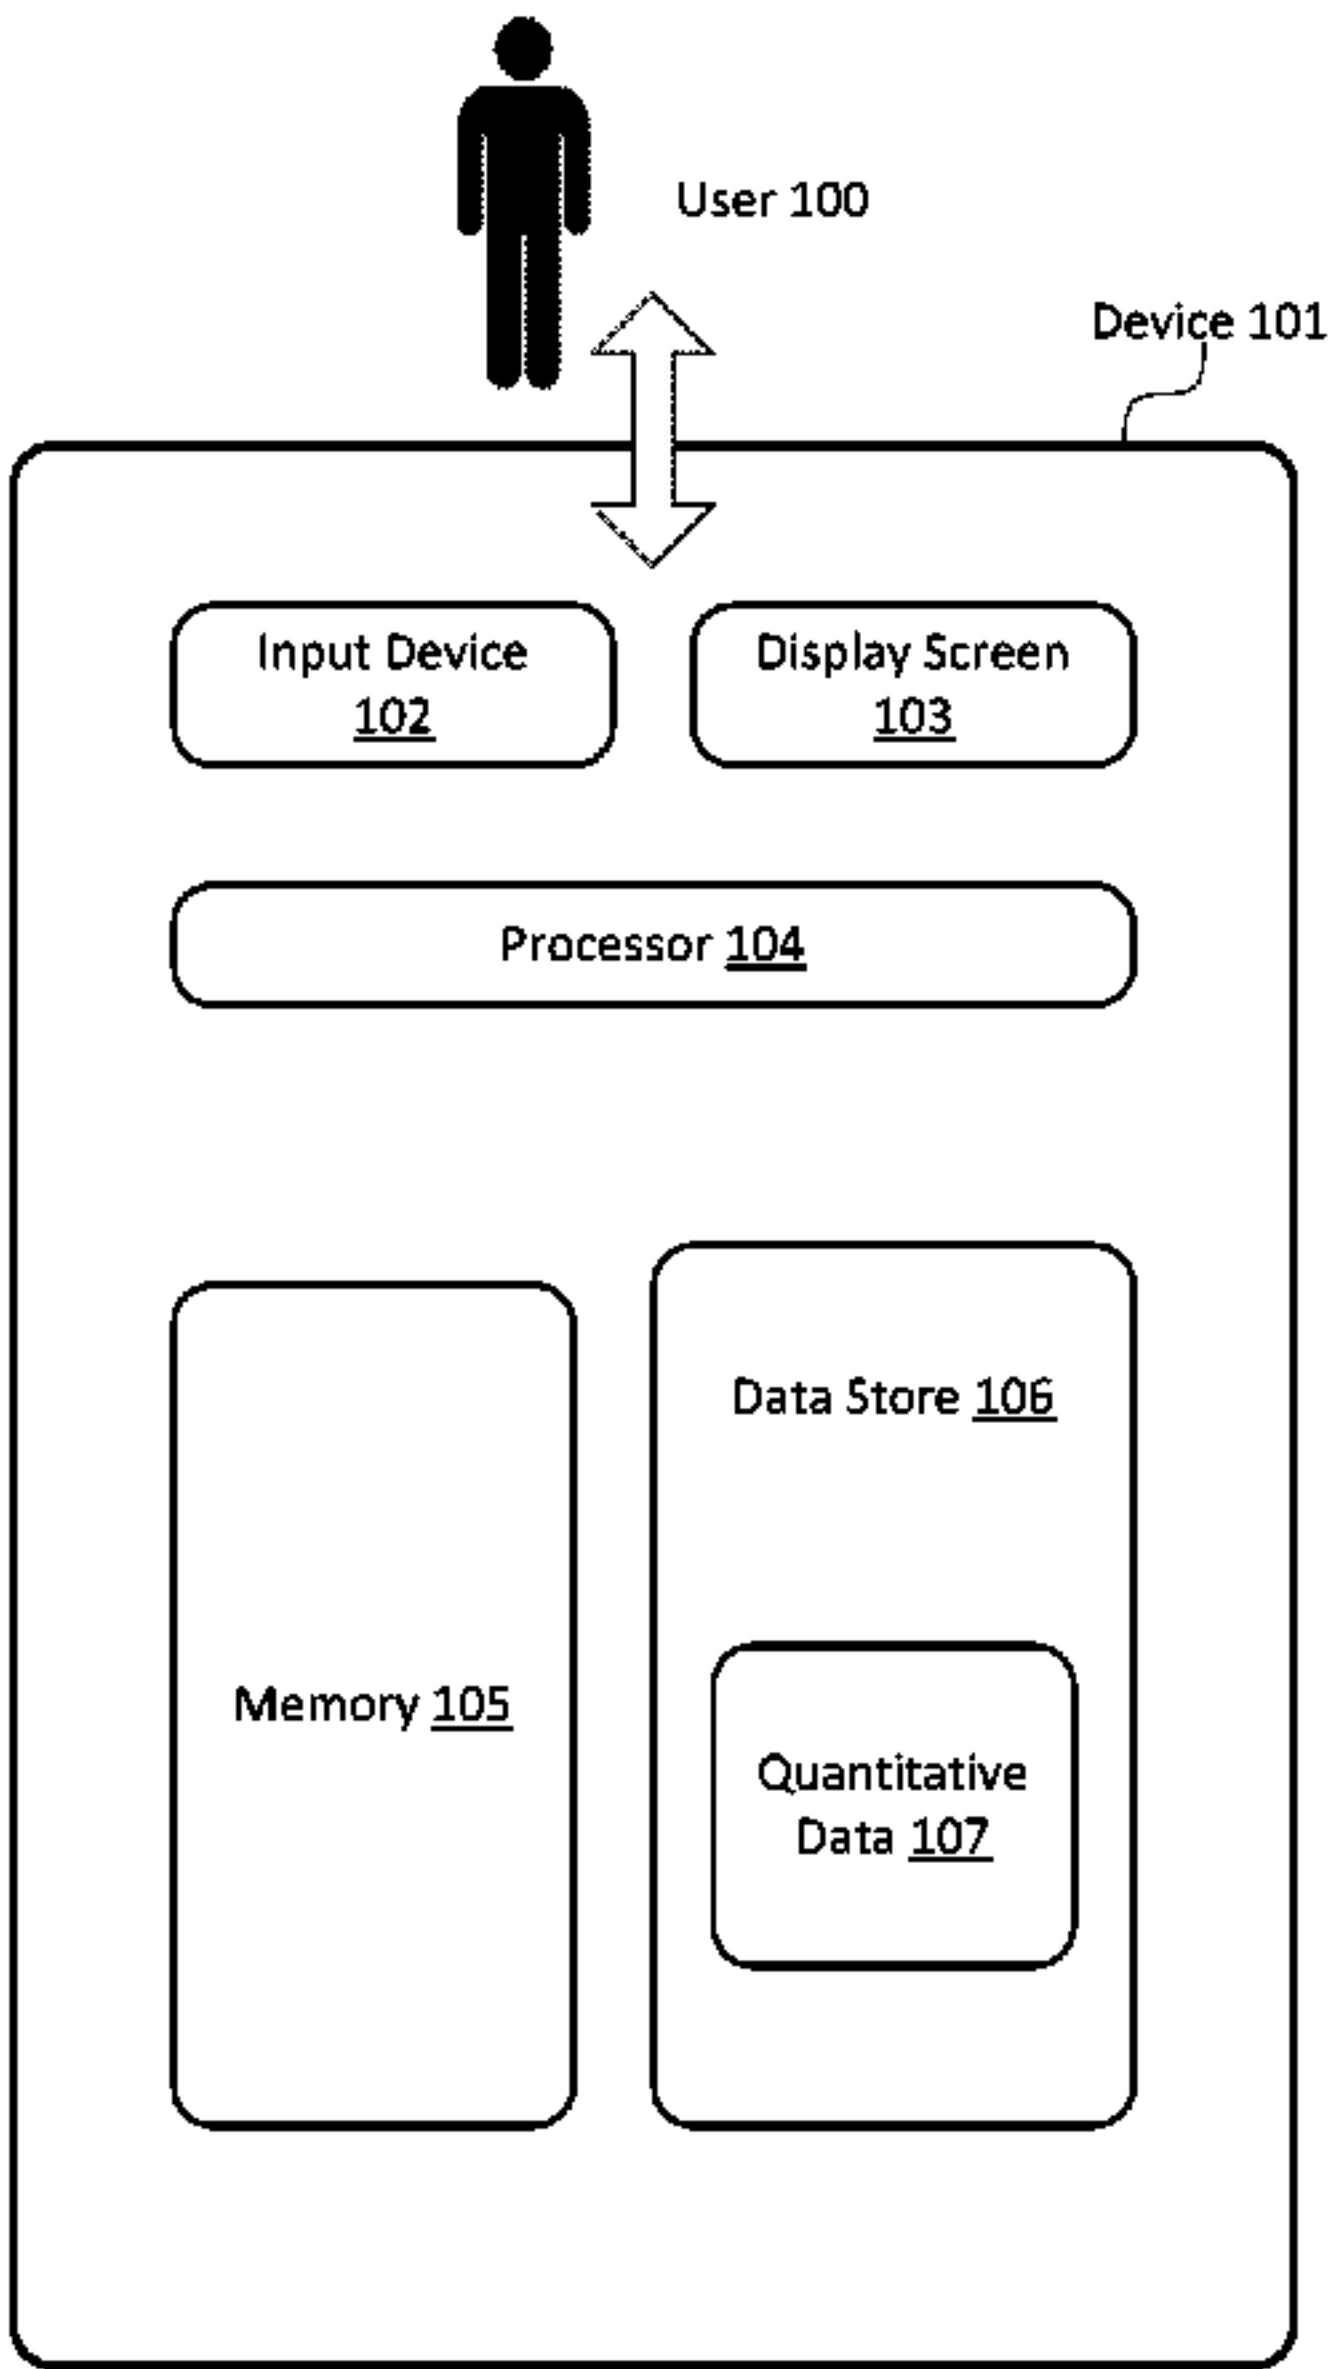 User 100
Device 101
Input Device
102
Display Screen
103
Processor 104
Data Store 106
Memory 105
Quantitative
Data 107